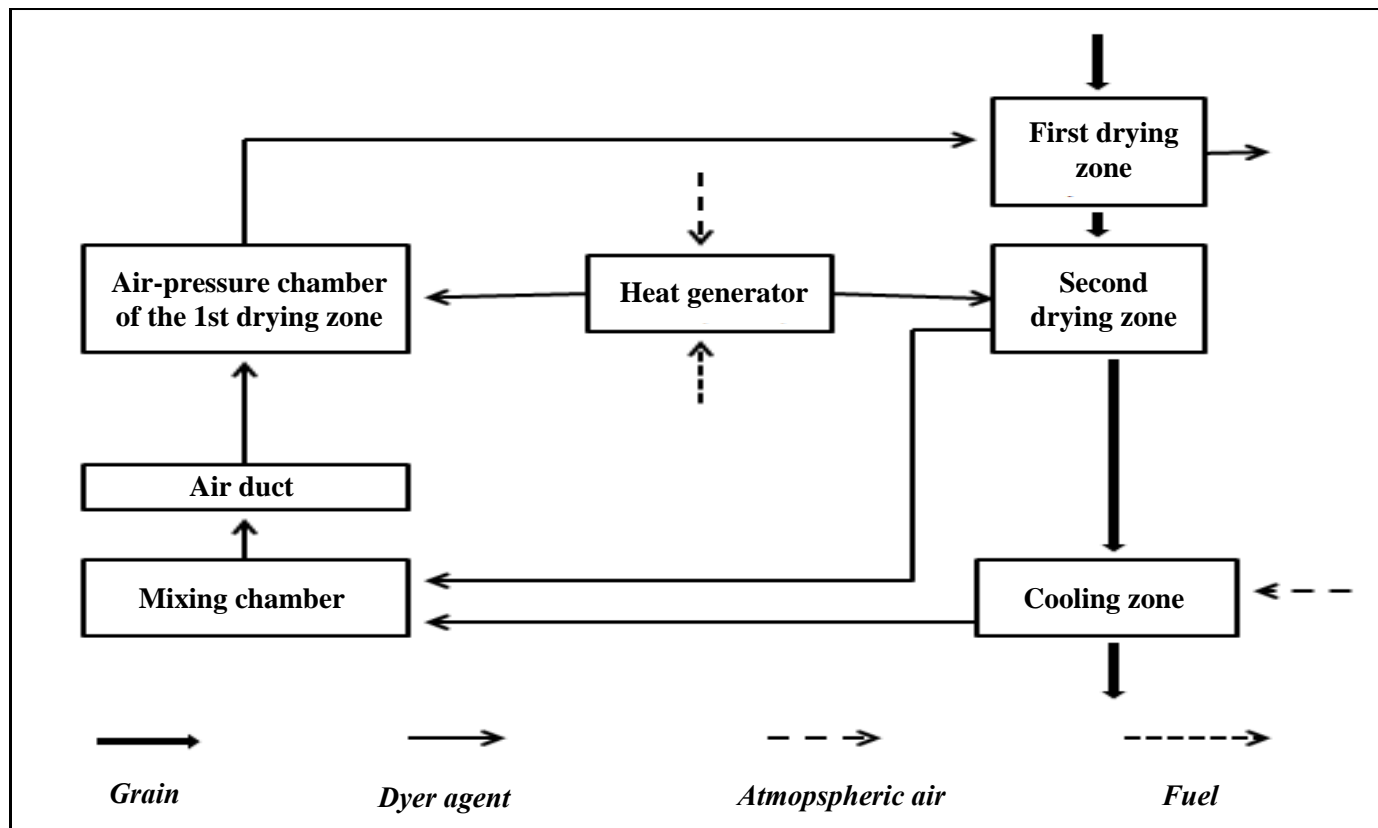 First drying
zone
Air-pressure chamber
of the 1st drying zone
Heat generator
Second
drying zone
Air duct
Mixing chamber
Cooling zone
Grain
Dyer agent
Atmopspheric air
Fuel